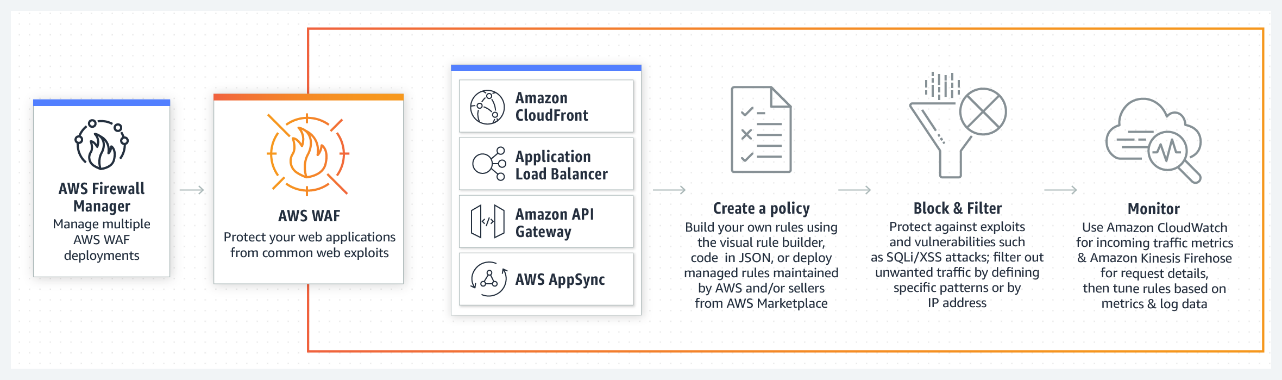 AWS Firewall
Manager
Manage multiple
AWS WAF
deployments
AWS WAF
Protect your web applications
from common web exploits
Amazon
CloudFront
Application
Load Balancer
</>
Amazon API
Gateway
AWS AppSync
Create a policy
Build your own rules using
the visual rule builder,
code in JSON, or deploy
managed rules maintained
by AWS and/or sellers
from AWS Marketplace
Block & Filter
Protect against exploits
and vulnerabilities such
as SQLi/XSS attacks; filter out
unwanted traffic by defining
specific patterns or by
IP address
Monitor
Use Amazon CloudWatch
for incoming traffic metrics
& Amazon Kinesis Firehose
for request details,
then tune rules based on
metrics & log data